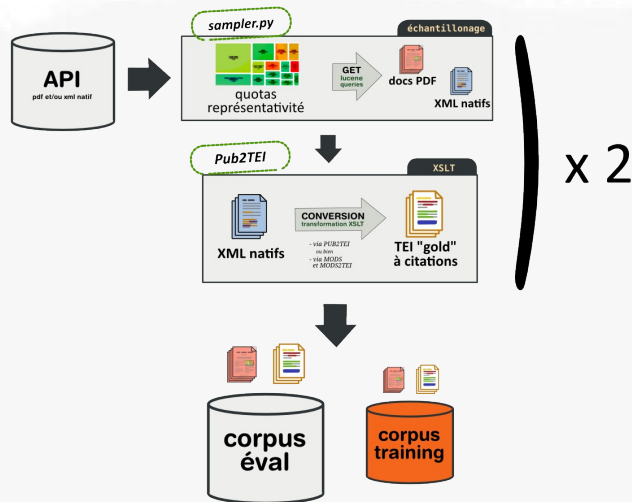 sampler.py
échantillonage
API
pdf et/ou xml natif
quotas
représentativité
GET
lucene
queries
docs PDF
XML natifs
x 2
Pub2TEI
XSLT
XML natifs
CONVERSION
transformation XSLT
- via PUB2TEI
ou bien
- via MODS
et MODS2TEI
TEI "gold"
à citations
corpus
éval
corpus
training